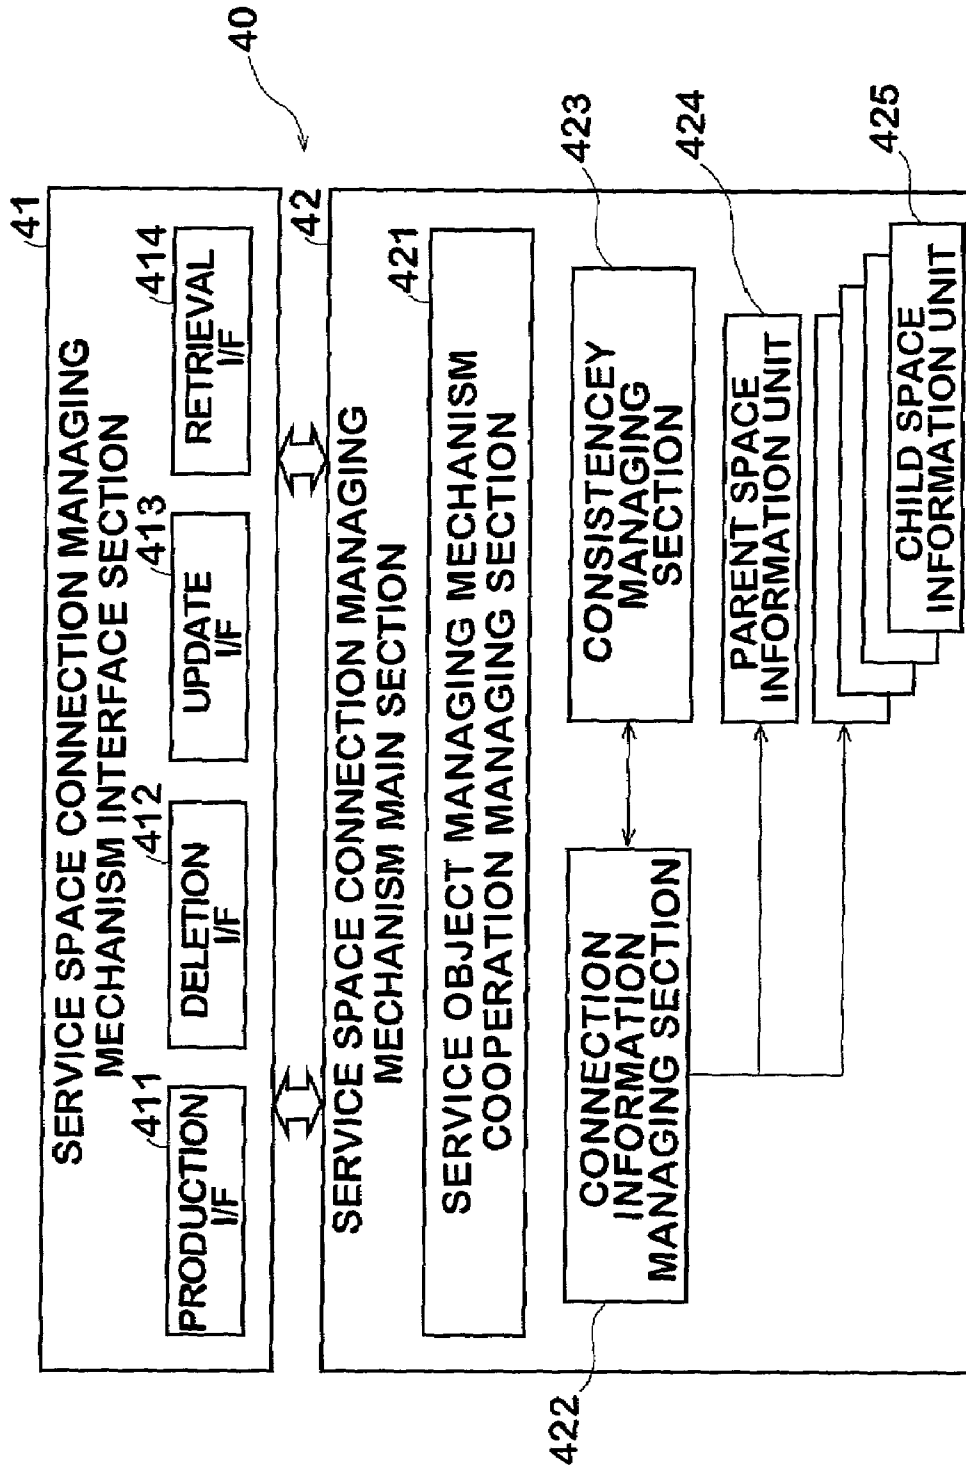 40
41
SERVICE SPACE CONNECTION MANAGING
MECHANISM INTERFACE SECTION
411
PRODUCTION
I/F
412
DELETION
I/F
413
UPDATE
I/F
414
RETRIEVAL
I/F
42
SERVICE SPACE CONNECTION MANAGING
MECHANISM MAIN SECTION
421
SERVICE OBJECT MANAGING MECHANISM
COOPERATION MANAGING SECTION
422
CONNECTION
INFORMATION
MANAGING SECTION
423
CONSISTENCEY
MANAGING
SECTION
424
PARENT SPACE
INFORMATION UNIT
425
CHILD SPACE
INFORMATION UNIT